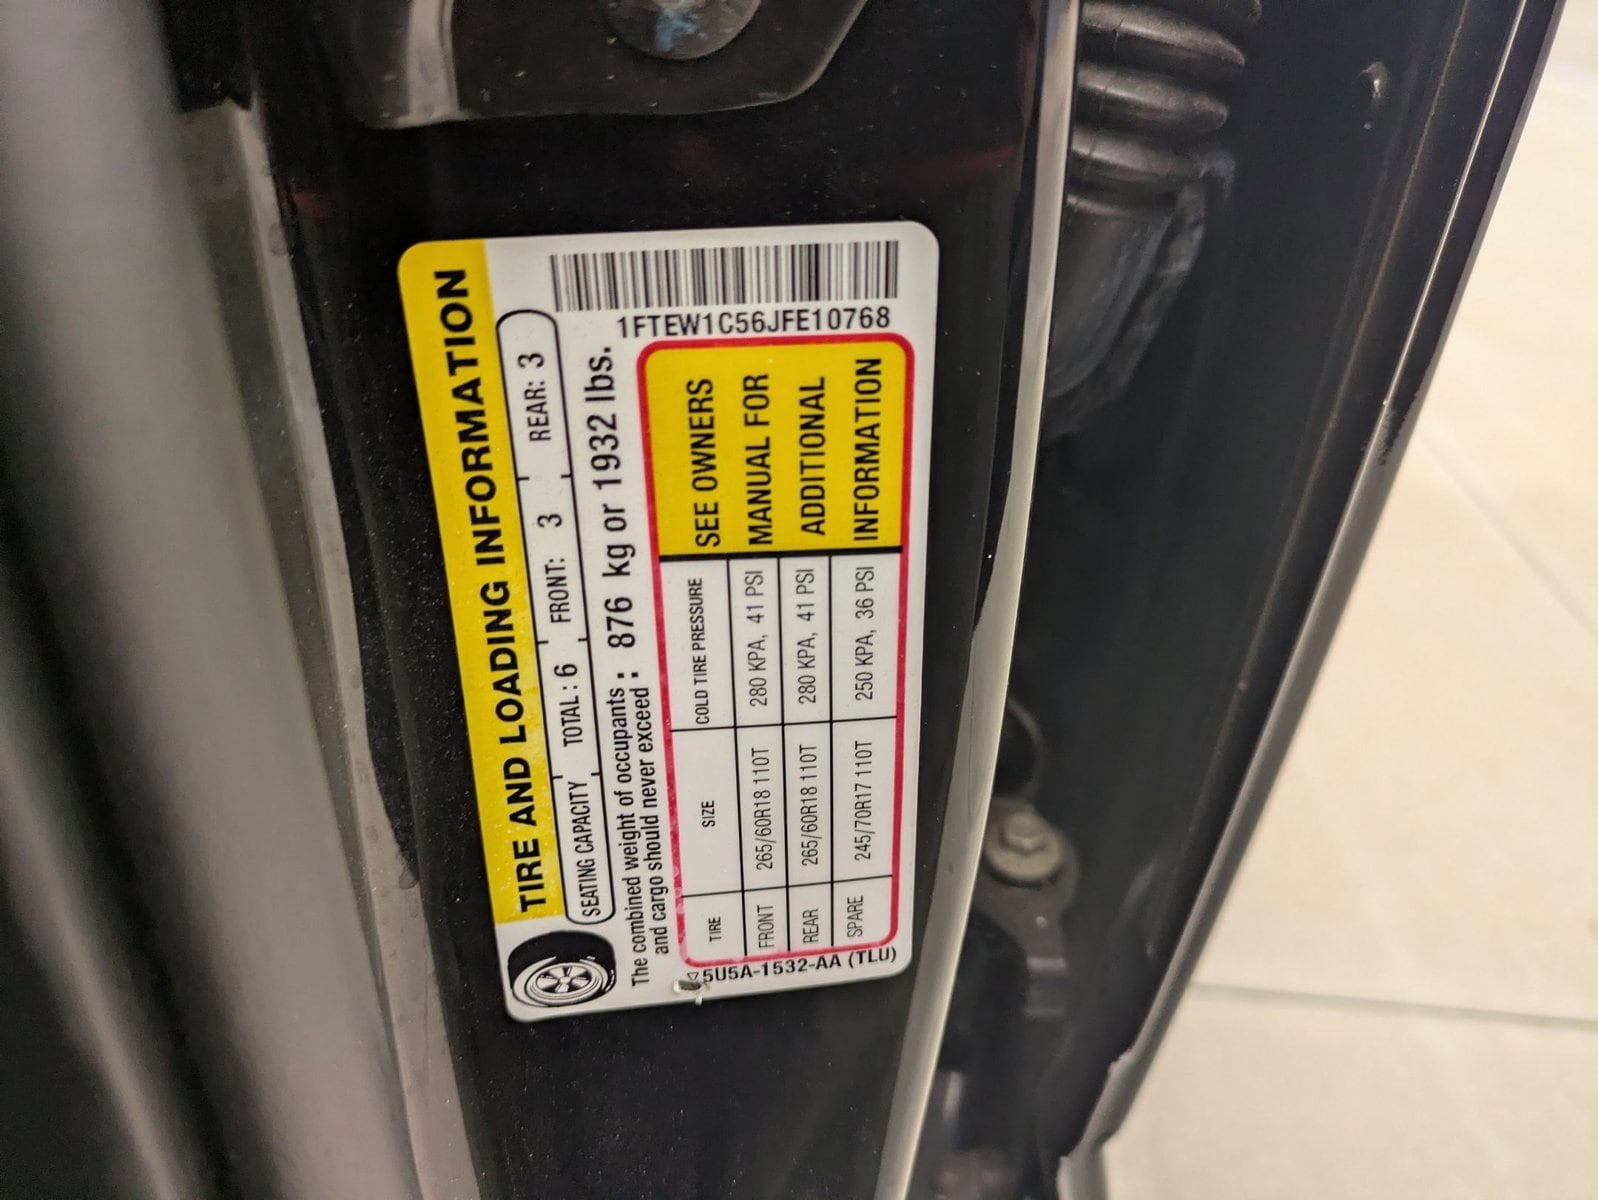 TIRE AND LOADING INFORMATION
SEATING CAPACITY TOTAL : 6 FRONT: 3 REAR: 3
The combined weight of occupants : 876 kg or 1932 lbs.
and cargo should never exceed :
1FTEW1C56JFE10768
TIRE SIZE COLD TIRE PRESSURE
FRONT 265/60R18 110T 280 KPA, 41 PSI
REAR 265/60R18 110T 280 KPA, 41 PSI
SPARE 245/70R17 110T 250 KPA, 36 PSI
SEE OWNERS
MANUAL FOR
ADDITIONAL
INFORMATION
5U5A-1532-AA (TLU)